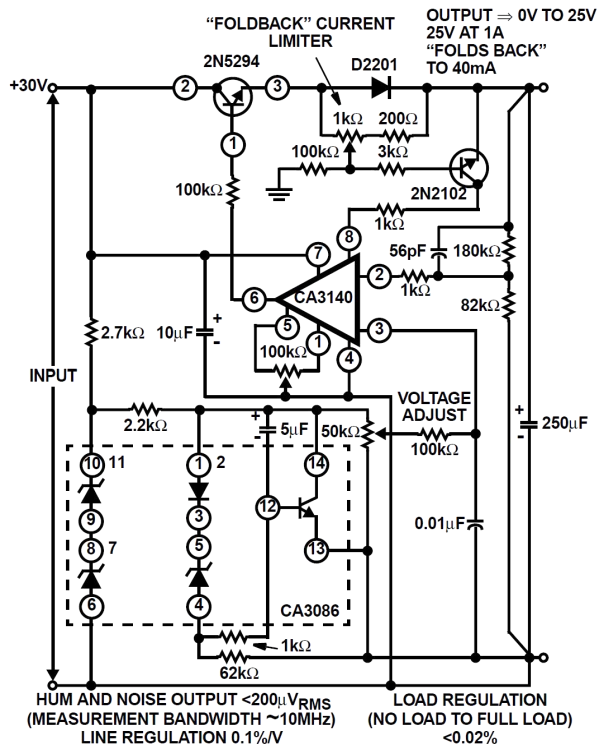 OUTPUT ⇒ 0V TO 25V
25V AT 1A
“FOLDS BACK”
TO 40mA
“FOLDBACK” CURRENT
LIMITER
2N5294
D2201
+30V
2
3
1kΩ
200Ω
1
100kΩ
3kΩ
2N2102
100kΩ
1kΩ
8
56pF
180kΩ
7
2
1kΩ
6
CA3140
82kΩ
5
3
2.7kΩ
10µF
+
-
1
100kΩ
4
INPUT
VOLTAGE
ADJUST
2.2kΩ
+
-
5µF
50kΩ
100kΩ
+
-
250µF
10
11
1
2
14
9
3
12
0.01µF
8
7
5
13
6
4
CA3086
1kΩ
62kΩ
HUM AND NOISE OUTPUT <200µVRMS
(MEASUREMENT BANDWIDTH ~10MHz)
LINE REGULATION 0.1%/V
LOAD REGULATION
(NO LOAD TO FULL LOAD)
<0.02%